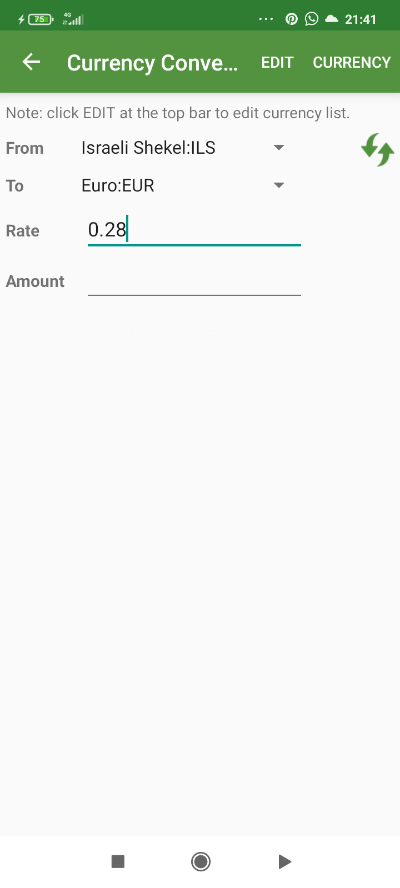 75 4G 21:41
Currency Conve... EDIT CURRENCY
Note: click EDIT at the top bar to edit currency list.
From Israeli Shekel:ILS
To Euro:EUR
Rate 0.28
Amount